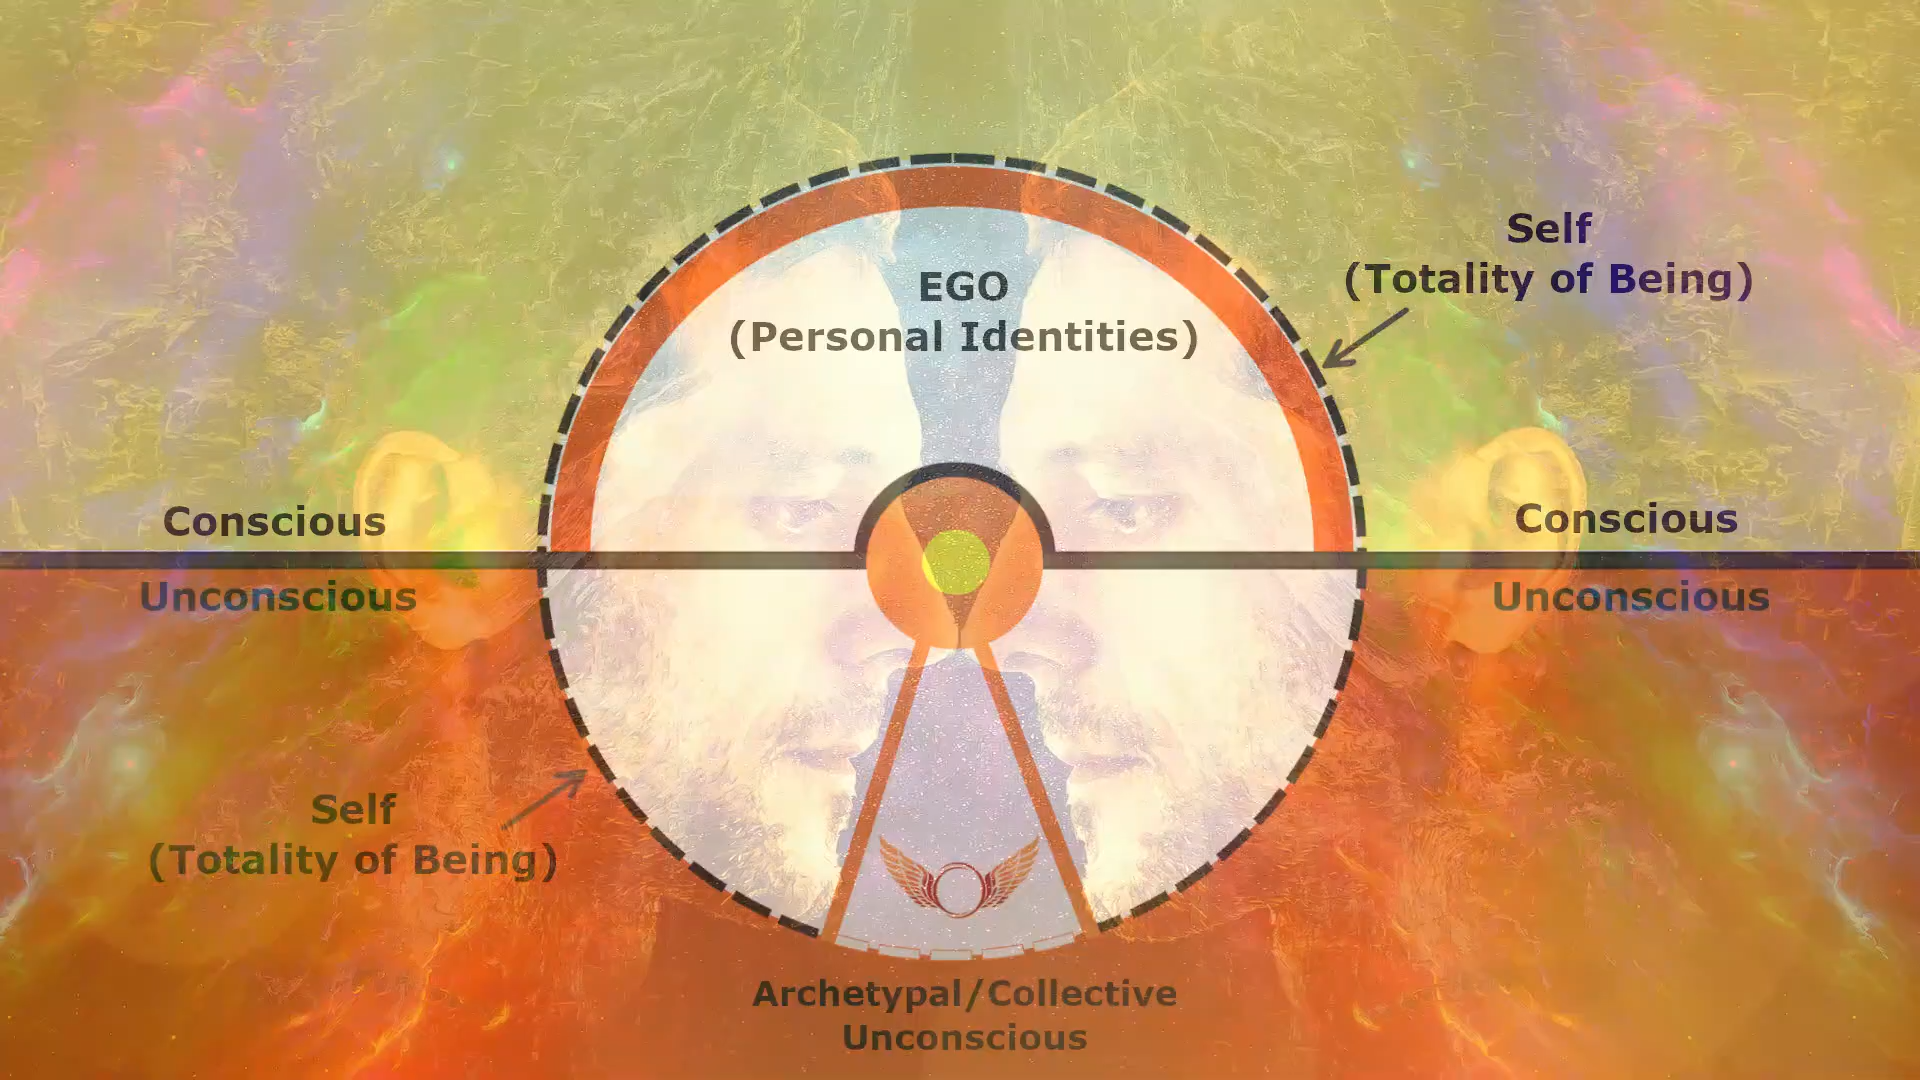 Self
(Totality of Being)
EGO
(Personal Identities)
Conscious
Conscious
Unconscious
Unconscious
Self
(Totality of Being)
Archetypal/Collective
Unconscious